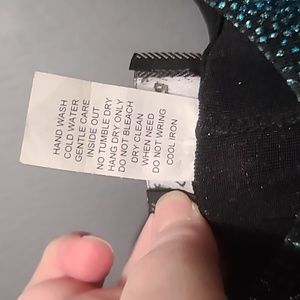 HAND WASH
COLD WATER
GENTLE CARE
INSIDE OUT
NO TUMBLE DRY
HANG DRY ONLY
DO NOT BLEACH
DRY CLEAN
WHEN NEED
DO NOT WRING
COOL IRON